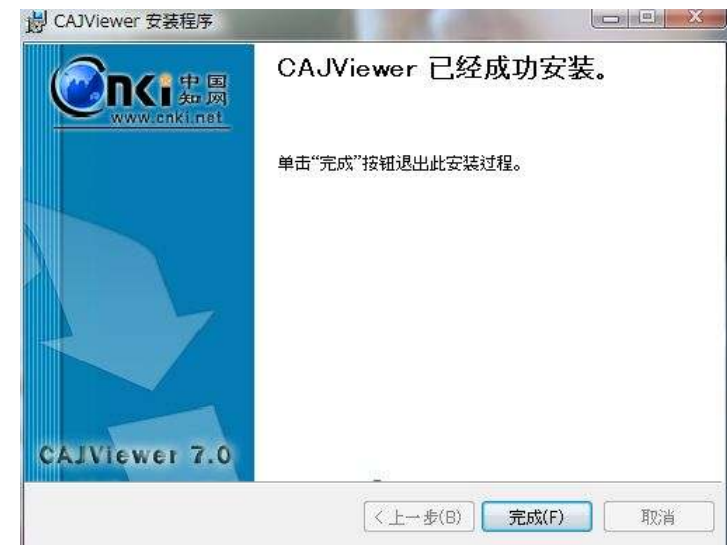 CAJViewer 安装程序
CNKI 中国知网
www.cnki.net
CAJViewer 已经成功安装。
单击“完成”按钮退出此安装过程。
CAJViewer 7.0
< 上一步(B)
完成(F)
取消